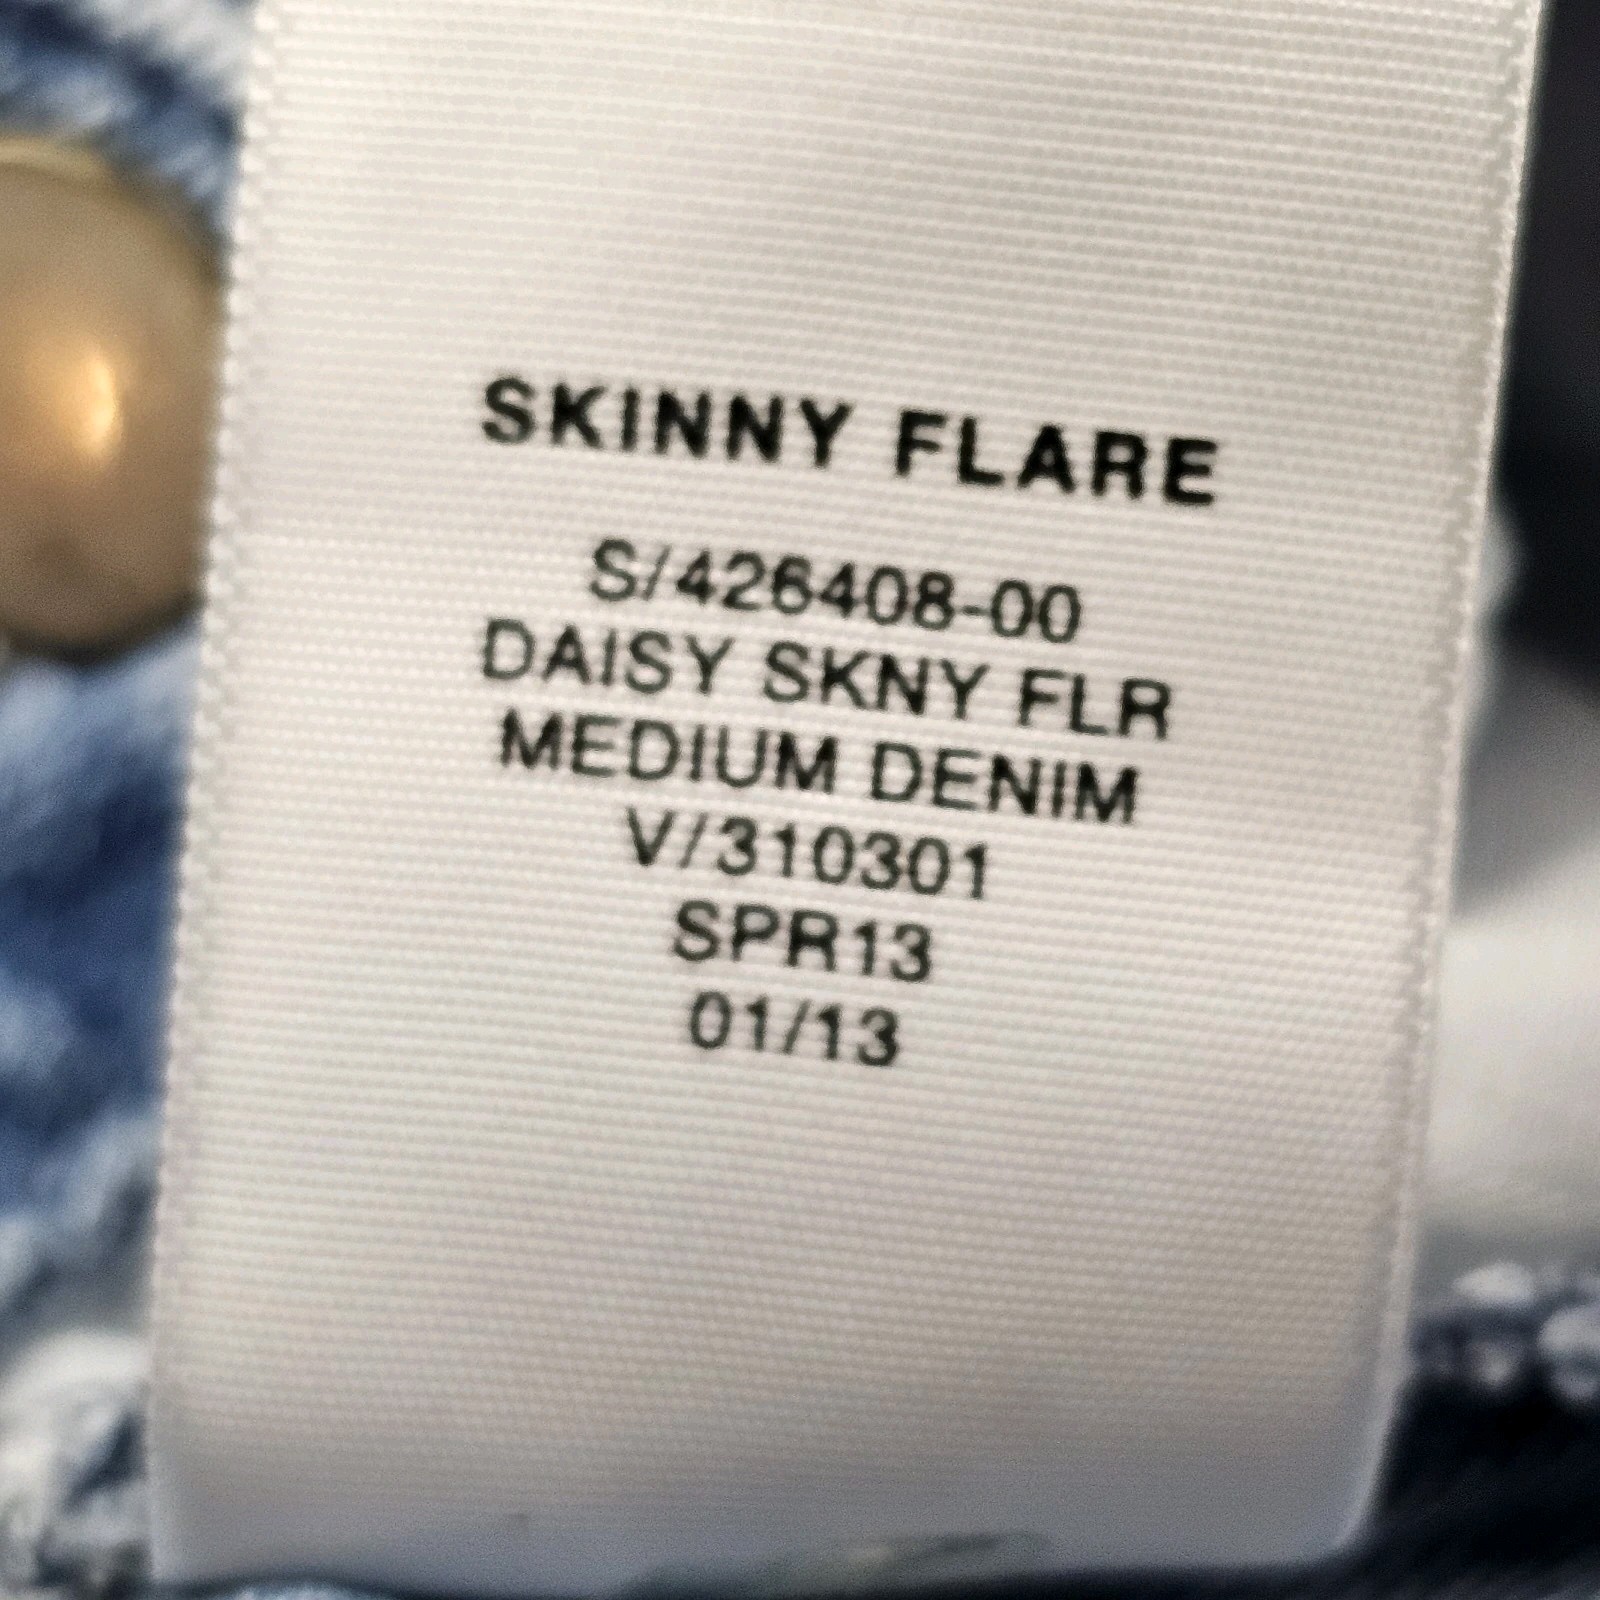 SKINNY FLARE
S/426408-00
DAISY SKNY FLR
MEDIUM DENIM
V/310301
SPR13
01/13